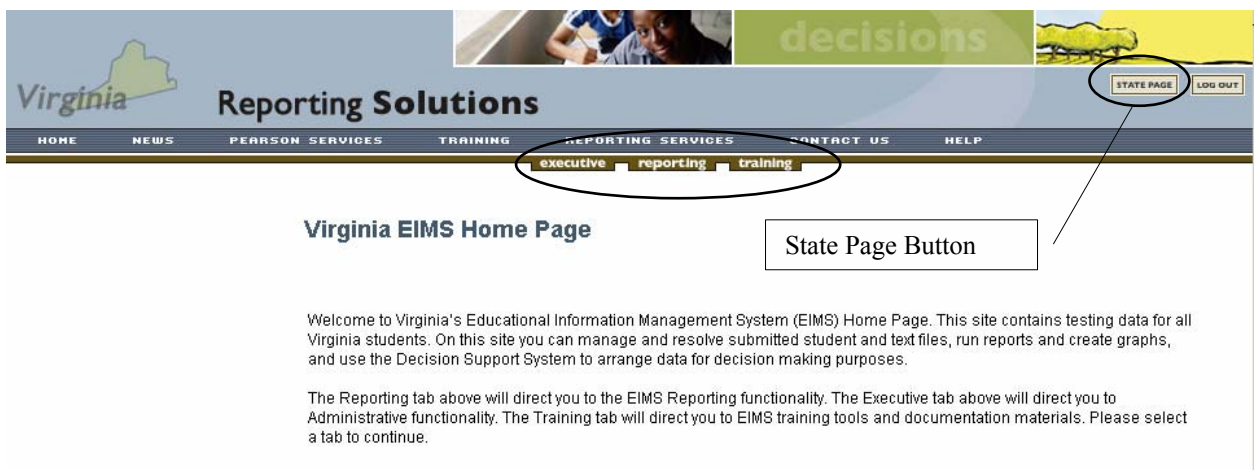 decisions
Virginia
Reporting Solutions
STATE PAGE LOG OUT
HOME NEWS PEARSON SERVICES TRAINING REPORTING SERVICES CONTACT US HELP
executive reporting training
Virginia EIMS Home Page
State Page Button
Welcome to Virginia's Educational Information Management System (EIMS) Home Page. This site contains testing data for all
Virginia students. On this site you can manage and resolve submitted student and text files, run reports and create graphs,
and use the Decision Support System to arrange data for decision making purposes.
The Reporting tab above will direct you to the EIMS Reporting functionality. The Executive tab above will direct you to
Administrative functionality. The Training tab will direct you to EIMS training tools and documentation materials. Please select
a tab to continue.